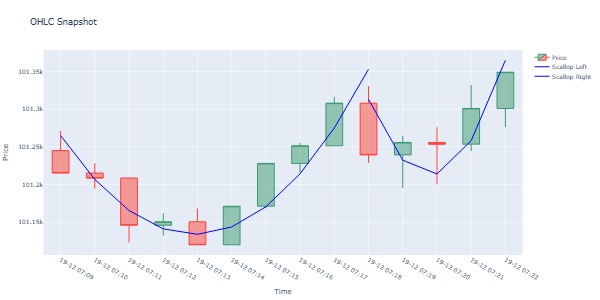 OHLC Snapshot
Price
Scallop Left
Scallop Right
101.35k
101.3k
101.25k
101.2k
101.15k
Price
19-12 07:09
19-12 07:10
19-12 07:11
19-12 07:12
19-12 07:13
19-12 07:14
19-12 07:15
19-12 07:16
19-12 07:17
19-12 07:18
19-12 07:19
19-12 07:20
19-12 07:21
19-12 07:22
Time